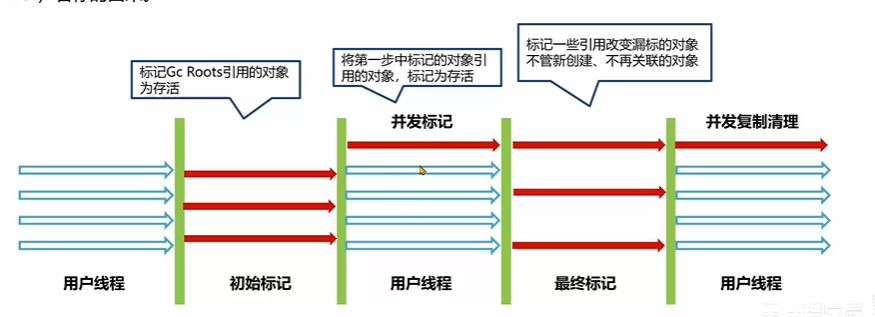 标记Gc Roots引用的对象
为存活
将第一步中标记的对象引
用的对象，标记为存活
标记一些引用改变漏标的对象
不管新创建、不再关联的对象
并发标记
并发复制清理
用户线程
初始标记
用户线程
最终标记
用户线程